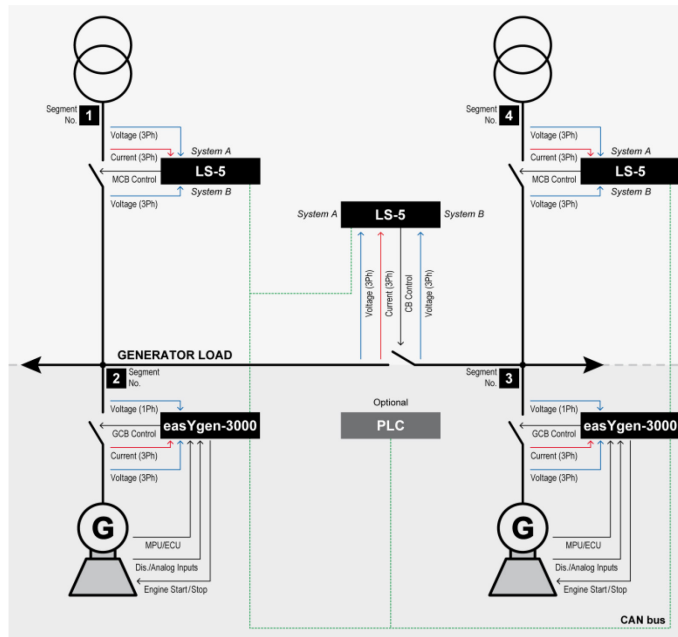 Segment
No.
1
Voltage (3Ph)
System A
Current (3Ph)
MCB Control
LS-5
System B
Voltage (3Ph)
Segment
No.
4
Voltage (3Ph)
System A
Current (3Ph)
MCB Control
LS-5
System B
Voltage (3Ph)
System A
LS-5
System B
Voltage (3Ph)
Current (3Ph)
CB Control
Voltage (3Ph)
GENERATOR LOAD
2
Segment
No.
Segment
No.
3
Voltage (1Ph)
GCB Control
easYgen-3000
Current (3Ph)
Voltage (3Ph)
G
MPU/ECU
Dis./Analog Inputs
Engine Start/Stop
Optional
PLC
Voltage (1Ph)
GCB Control
easYgen-3000
Current (3Ph)
Voltage (3Ph)
G
MPU/ECU
Dis./Analog Inputs
Engine Start/Stop
CAN bus